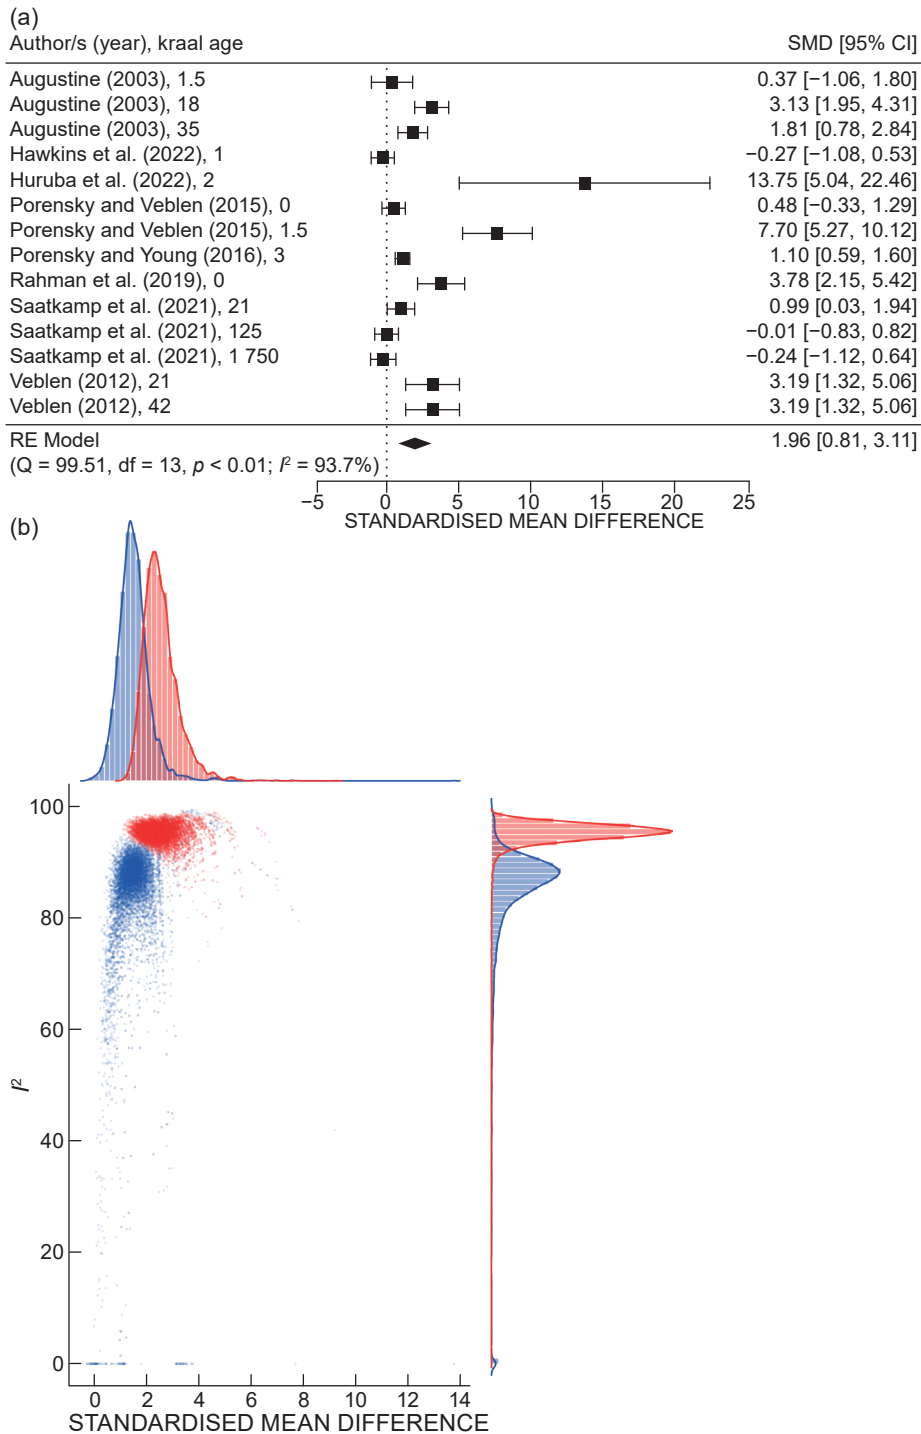 (a)
Author/s (year), kraal age SMD [95% CI]
Augustine (2003), 1.5 0.37 [−1.06, 1.80]
Augustine (2003), 18 3.13 [1.95, 4.31]
Augustine (2003), 35 1.81 [0.78, 2.84]
Hawkins et al. (2022), 1 −0.27 [−1.08, 0.53]
Huruba et al. (2022), 2 13.75 [5.04, 22.46]
Porensky and Veblen (2015), 0 0.48 [−0.33, 1.29]
Porensky and Veblen (2015), 1.5 7.70 [5.27, 10.12]
Porensky and Young (2016), 3 1.10 [0.59, 1.60]
Rahman et al. (2019), 0 3.78 [2.15, 5.42]
Saatkamp et al. (2021), 21 0.99 [0.03, 1.94]
Saatkamp et al. (2021), 125 −0.01 [−0.83, 0.82]
Saatkamp et al. (2021), 1 750 −0.24 [−1.12, 0.64]
Veblen (2012), 21 3.19 [1.32, 5.06]
Veblen (2012), 42 3.19 [1.32, 5.06]
RE Model 1.96 [0.81, 3.11]
(Q = 99.51, df = 13, p < 0.01; I² = 93.7%)
−5 0 5 10 15 20 25
STANDARDISED MEAN DIFFERENCE
(b)
100
80
60
I²
40
20
0
0 2 4 6 8 10 12 14
STANDARDISED MEAN DIFFERENCE